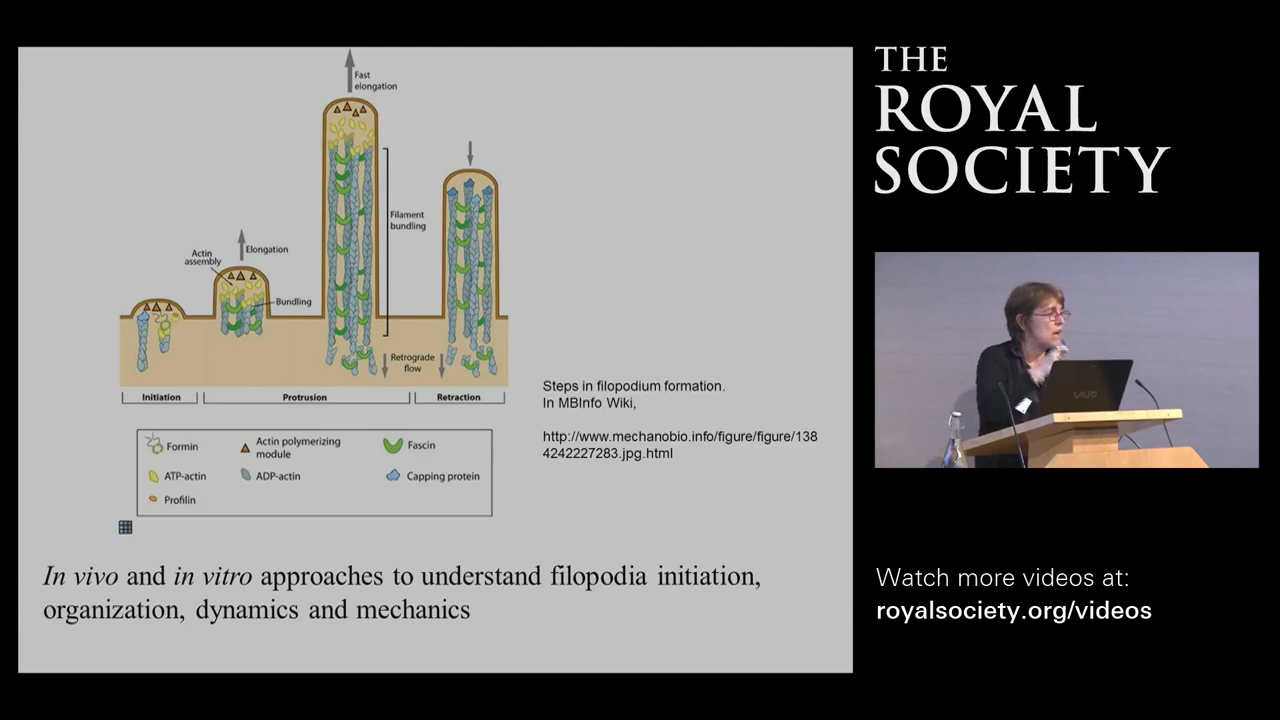 Fast
elongation
Filament
bundling
Actin
assembly
Elongation
Bundling
Retrograde
flow
Initiation
Protrusion
Retraction
Formin
Actin polymerizing
module
Fascin
ATP-actin
ADP-actin
Capping protein
Profilin
Steps in filopodium formation.
In MBInfo Wiki,
http://www.mechanobio.info/figure/figure/138
4242227283.jpg.html
In vivo and in vitro approaches to understand filopodia initiation,
organization, dynamics and mechanics
THE
ROYAL
SOCIETY
VAIO
Watch more videos at:
royalsociety.org/videos